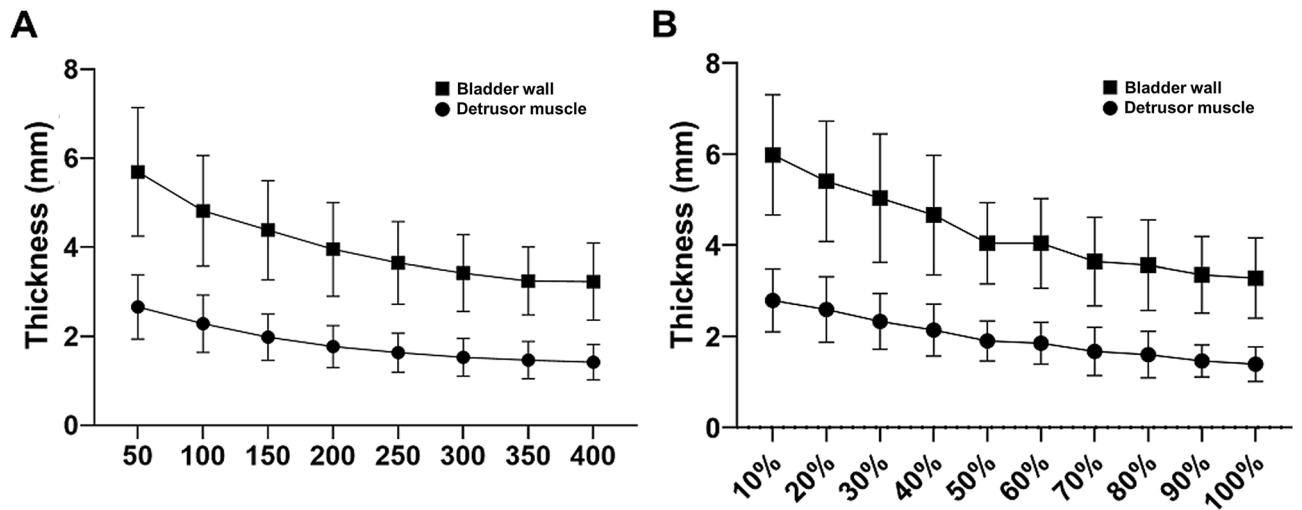 A
Thickness (mm)
8
6
4
2
0
Bladder wall
Detrusor muscle
50 100 150 200 250 300 350 400
B
Thickness (mm)
8
6
4
2
0
Bladder wall
Detrusor muscle
10% 20% 30% 40% 50% 60% 70% 80% 90% 100%